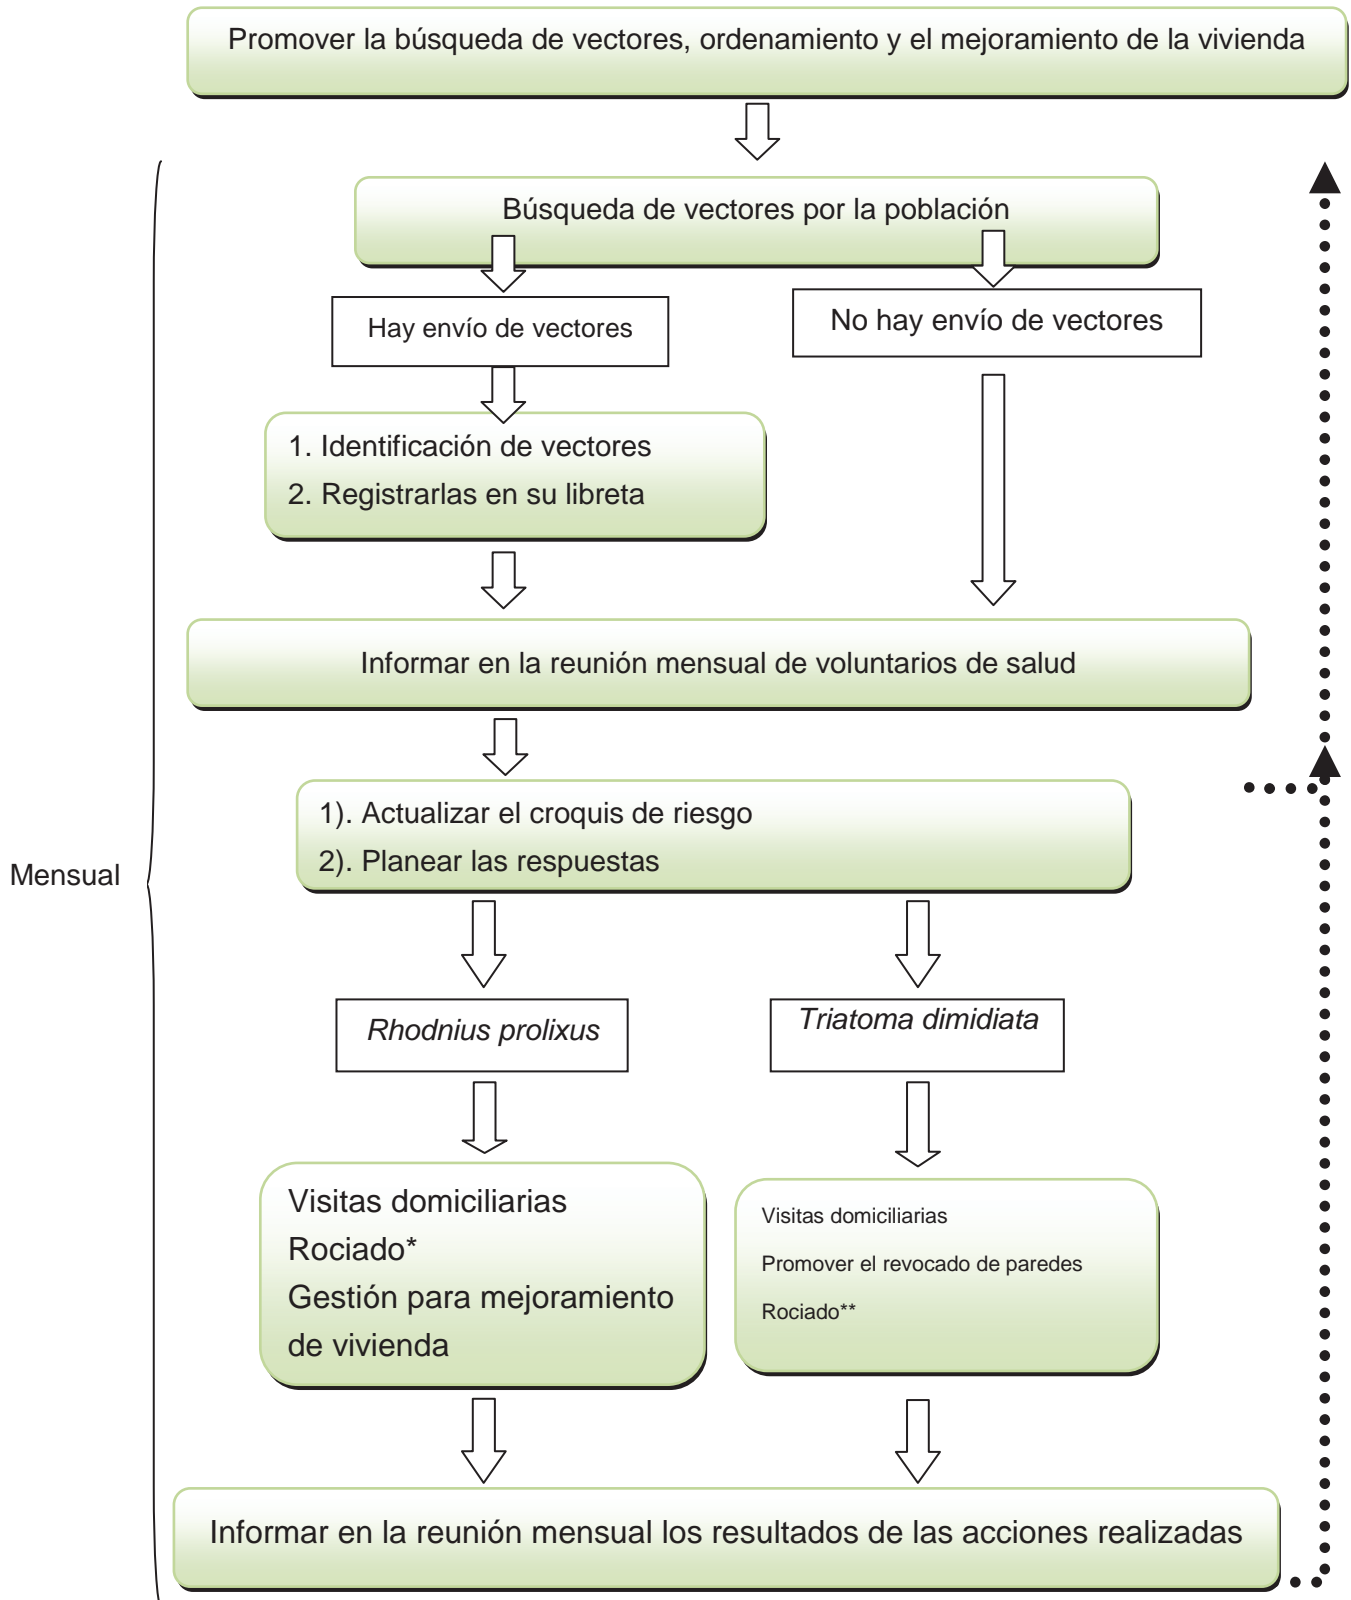 Promover la búsqueda de vectores, ordenamiento y el mejoramiento de la vivienda
Búsqueda de vectores por la población
Hay envío de vectores
No hay envío de vectores
1. Identificación de vectores
2. Registrarlas en su libreta
Informar en la reunión mensual de voluntarios de salud
1). Actualizar el croquis de riesgo
2). Planear las respuestas
Mensual
Rhodnius prolixus
Triatoma dimidiata
Visitas domiciliarias
Rociado*
Gestión para mejoramiento
de vivienda
Visitas domiciliarias
Promover el revocado de paredes
Rociado**
Informar en la reunión mensual los resultados de las acciones realizadas